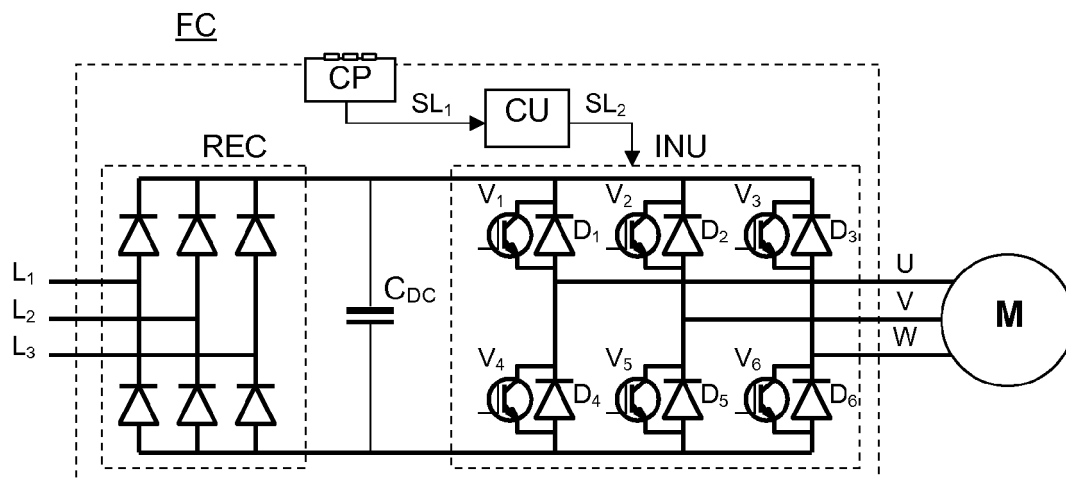 FC
CP
SL₁
CU
SL₂
REC
INU
V₁
D₁
V₂
D₂
V₃
D₃
L₁
L₂
L₃
C_DC
U
V
W
M
V₄
D₄
V₅
D₅
V₆
D₆